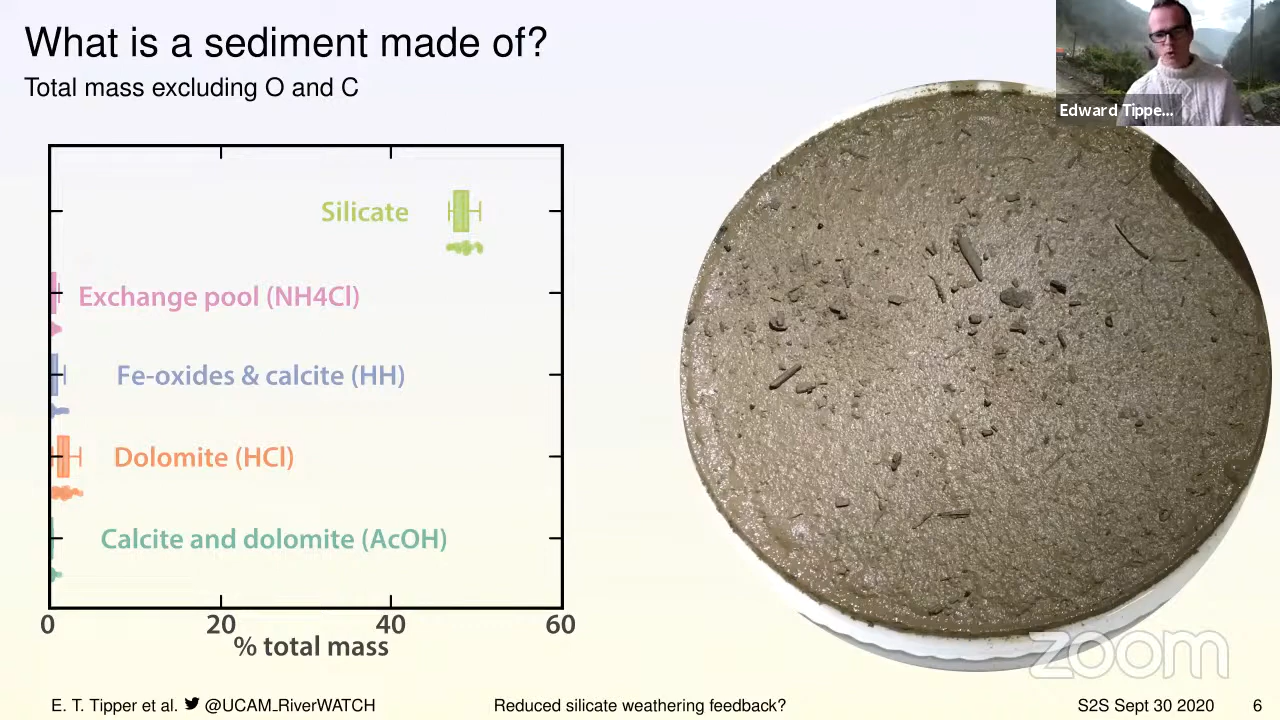 What is a sediment made of?
Total mass excluding O and C
Edward Tippe...
Silicate
Exchange pool (NH4Cl)
Fe-oxides & calcite (HH)
Dolomite (HCl)
Calcite and dolomite (AcOH)
0 20 40 60
% total mass
zoom
E. T. Tipper et al. @UCAM_RiverWATCH Reduced silicate weathering feedback? S2S Sept 30 2020 6